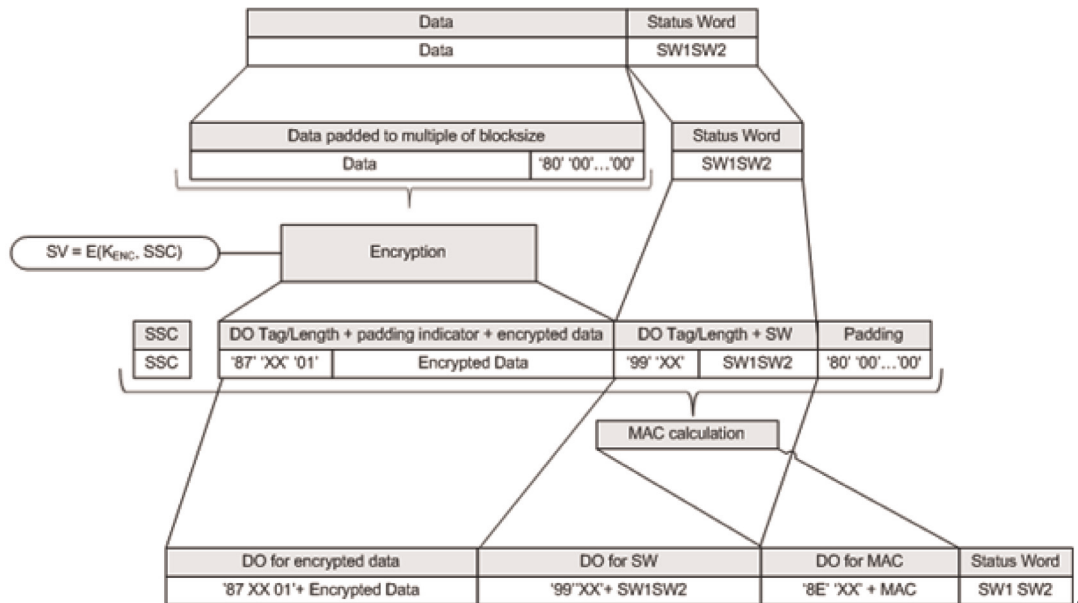 Data Status Word
Data SW1SW2
Data padded to multiple of blocksize Status Word
Data '80' '00'...'00' SW1SW2
SV = E(KENC, SSC) Encryption
SSC DO Tag/Length + padding indicator + encrypted data DO Tag/Length + SW Padding
SSC '87' 'XX' '01' Encrypted Data '99' 'XX' SW1SW2 '80' '00'...'00'
MAC calculation
DO for encrypted data DO for SW DO for MAC Status Word
'87 XX 01'+ Encrypted Data '99''XX'+ SW1SW2 '8E' 'XX' + MAC SW1 SW2